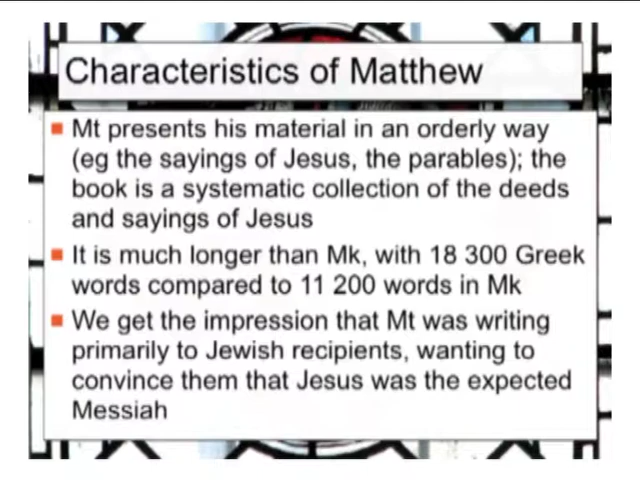 Characteristics of Matthew
Mt presents his material in an orderly way
(eg the sayings of Jesus, the parables); the
book is a systematic collection of the deeds
and sayings of Jesus
It is much longer than Mk, with 18 300 Greek
words compared to 11 200 words in Mk
We get the impression that Mt was writing
primarily to Jewish recipients, wanting to
convince them that Jesus was the expected
Messiah